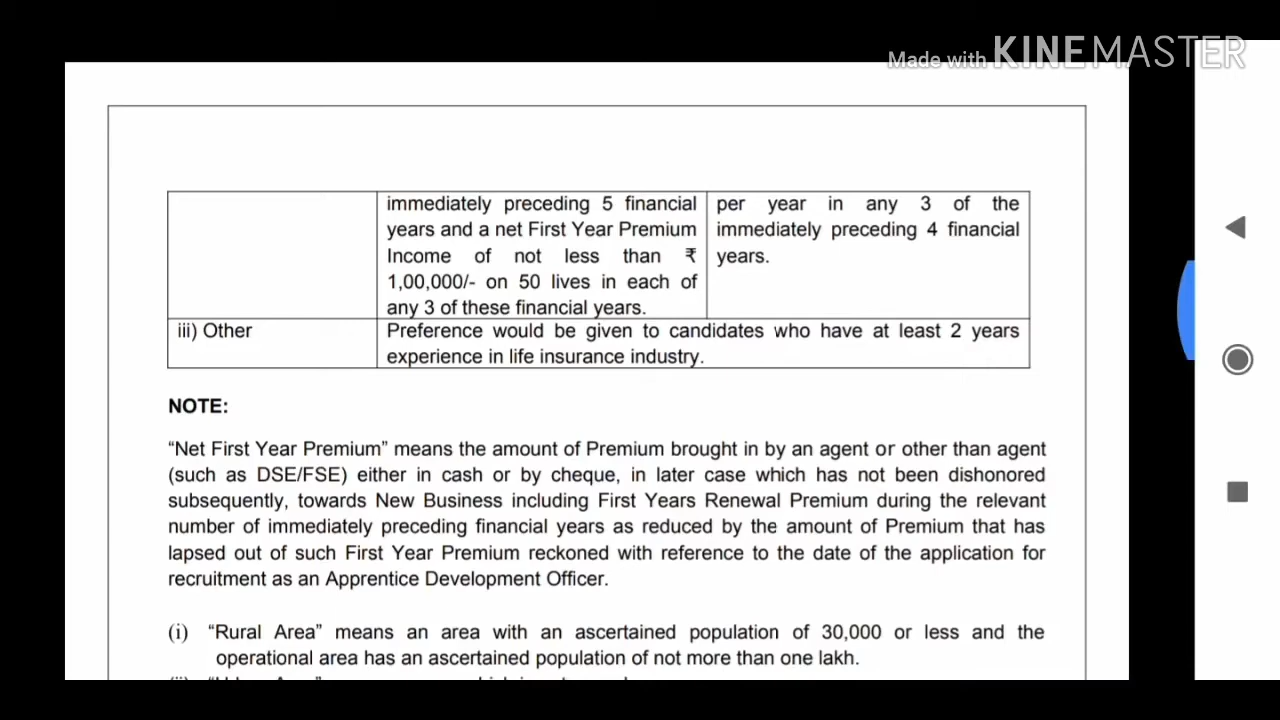 Made with KINEMASTER
immediately preceding 5 financial
years and a net First Year Premium
Income of not less than ₹
1,00,000/- on 50 lives in each of
any 3 of these financial years.
per year in any 3 of the
immediately preceding 4 financial
years.
iii) Other
Preference would be given to candidates who have at least 2 years
experience in life insurance industry.
NOTE:
“Net First Year Premium” means the amount of Premium brought in by an agent or other than agent
(such as DSE/FSE) either in cash or by cheque, in later case which has not been dishonored
subsequently, towards New Business including First Years Renewal Premium during the relevant
number of immediately preceding financial years as reduced by the amount of Premium that has
lapsed out of such First Year Premium reckoned with reference to the date of the application for
recruitment as an Apprentice Development Officer.
(i) “Rural Area” means an area with an ascertained population of 30,000 or less and the
operational area has an ascertained population of not more than one lakh.